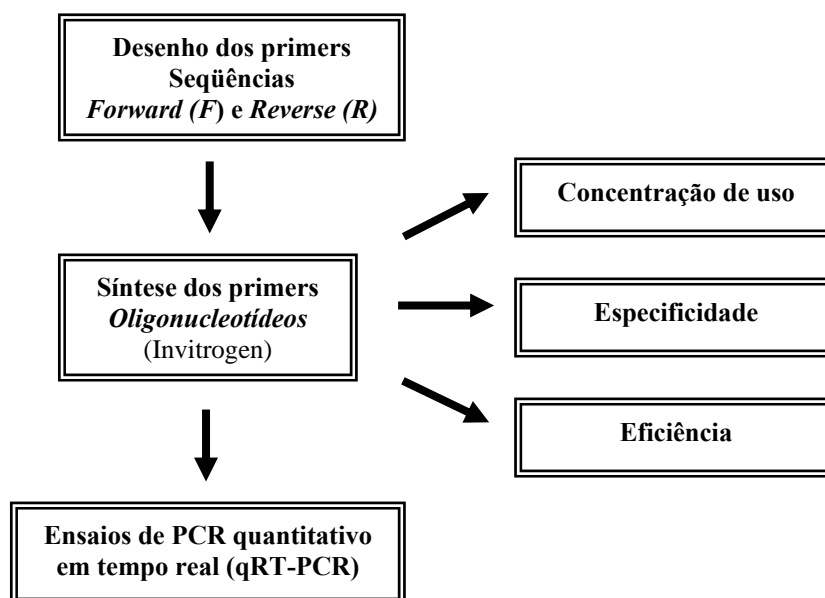 Desenho dos primers
Seqüências
Forward (F) e Reverse (R)
Concentração de uso
Síntese dos primers
Oligonucleotídeos
(Invitrogen)
Especificidade
Eficiência
Ensaios de PCR quantitativo
em tempo real (qRT-PCR)